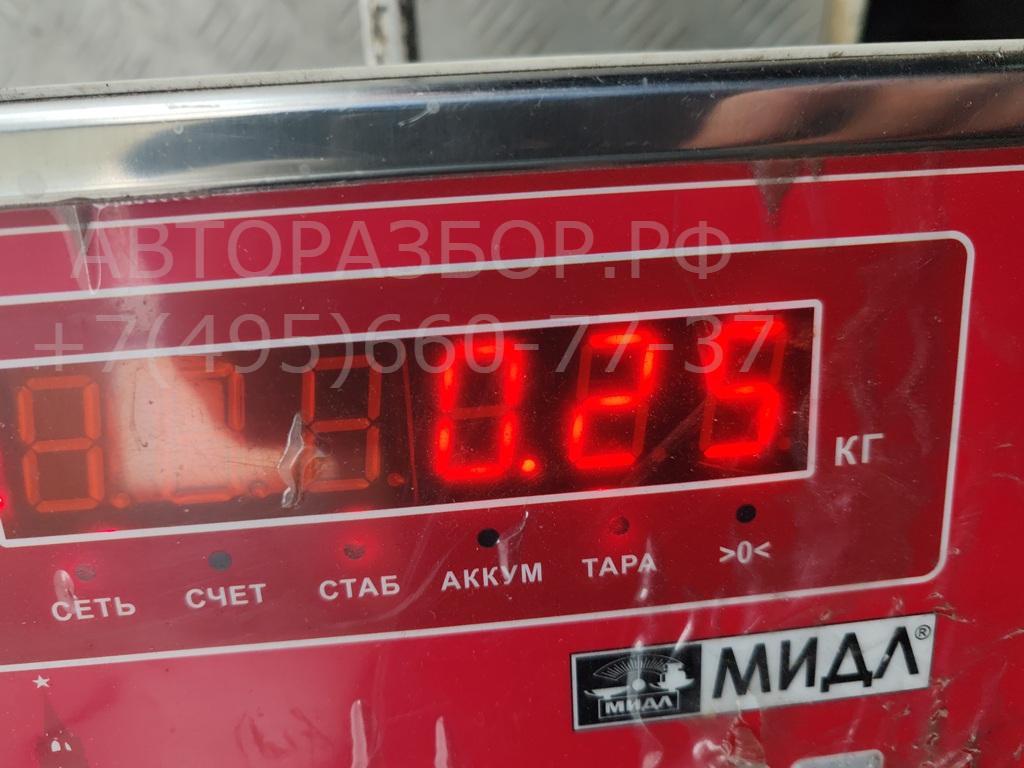 АВТОРАЗБОР.РФ
+7(495)660-77-37
0.25
КГ
СЕТЬ СЧЕТ СТАБ АККУМ ТАРА >0<
МИДЛ МИДЛ®